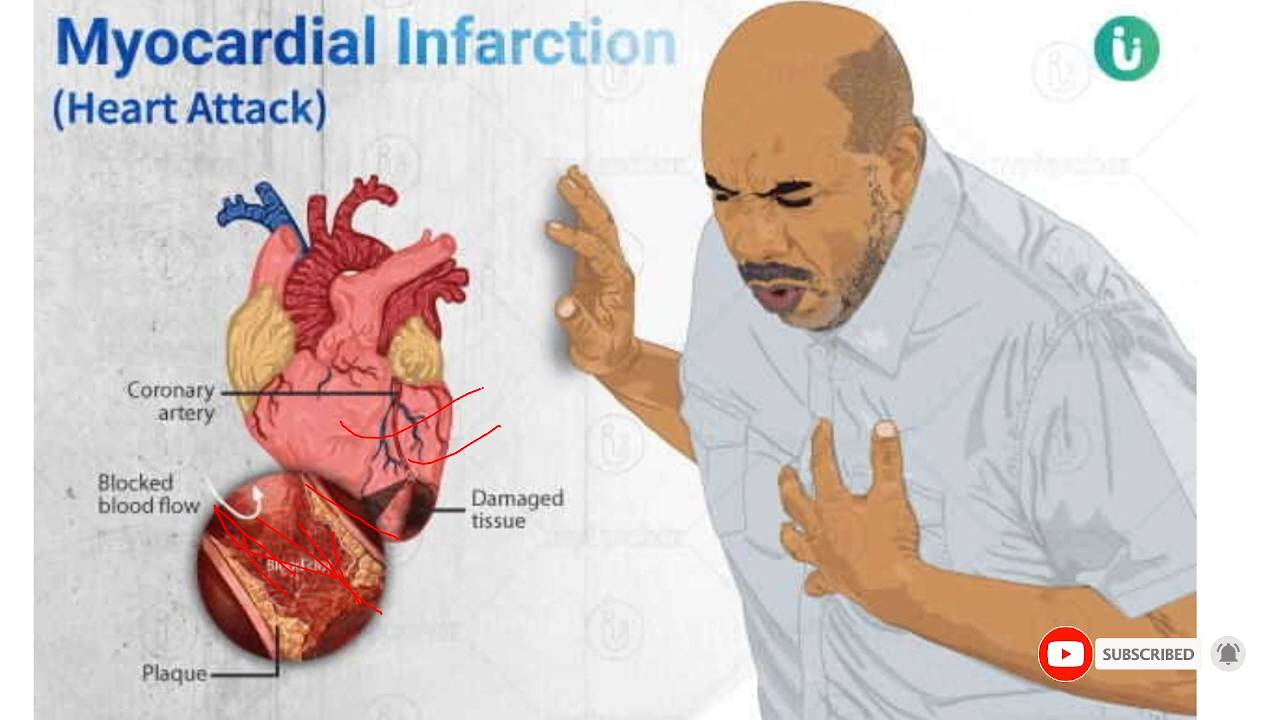 Myocardial Infarction
(Heart Attack)
Coronary
artery
Blocked
blood flow
Damaged
tissue
Plaque
SUBSCRIBED